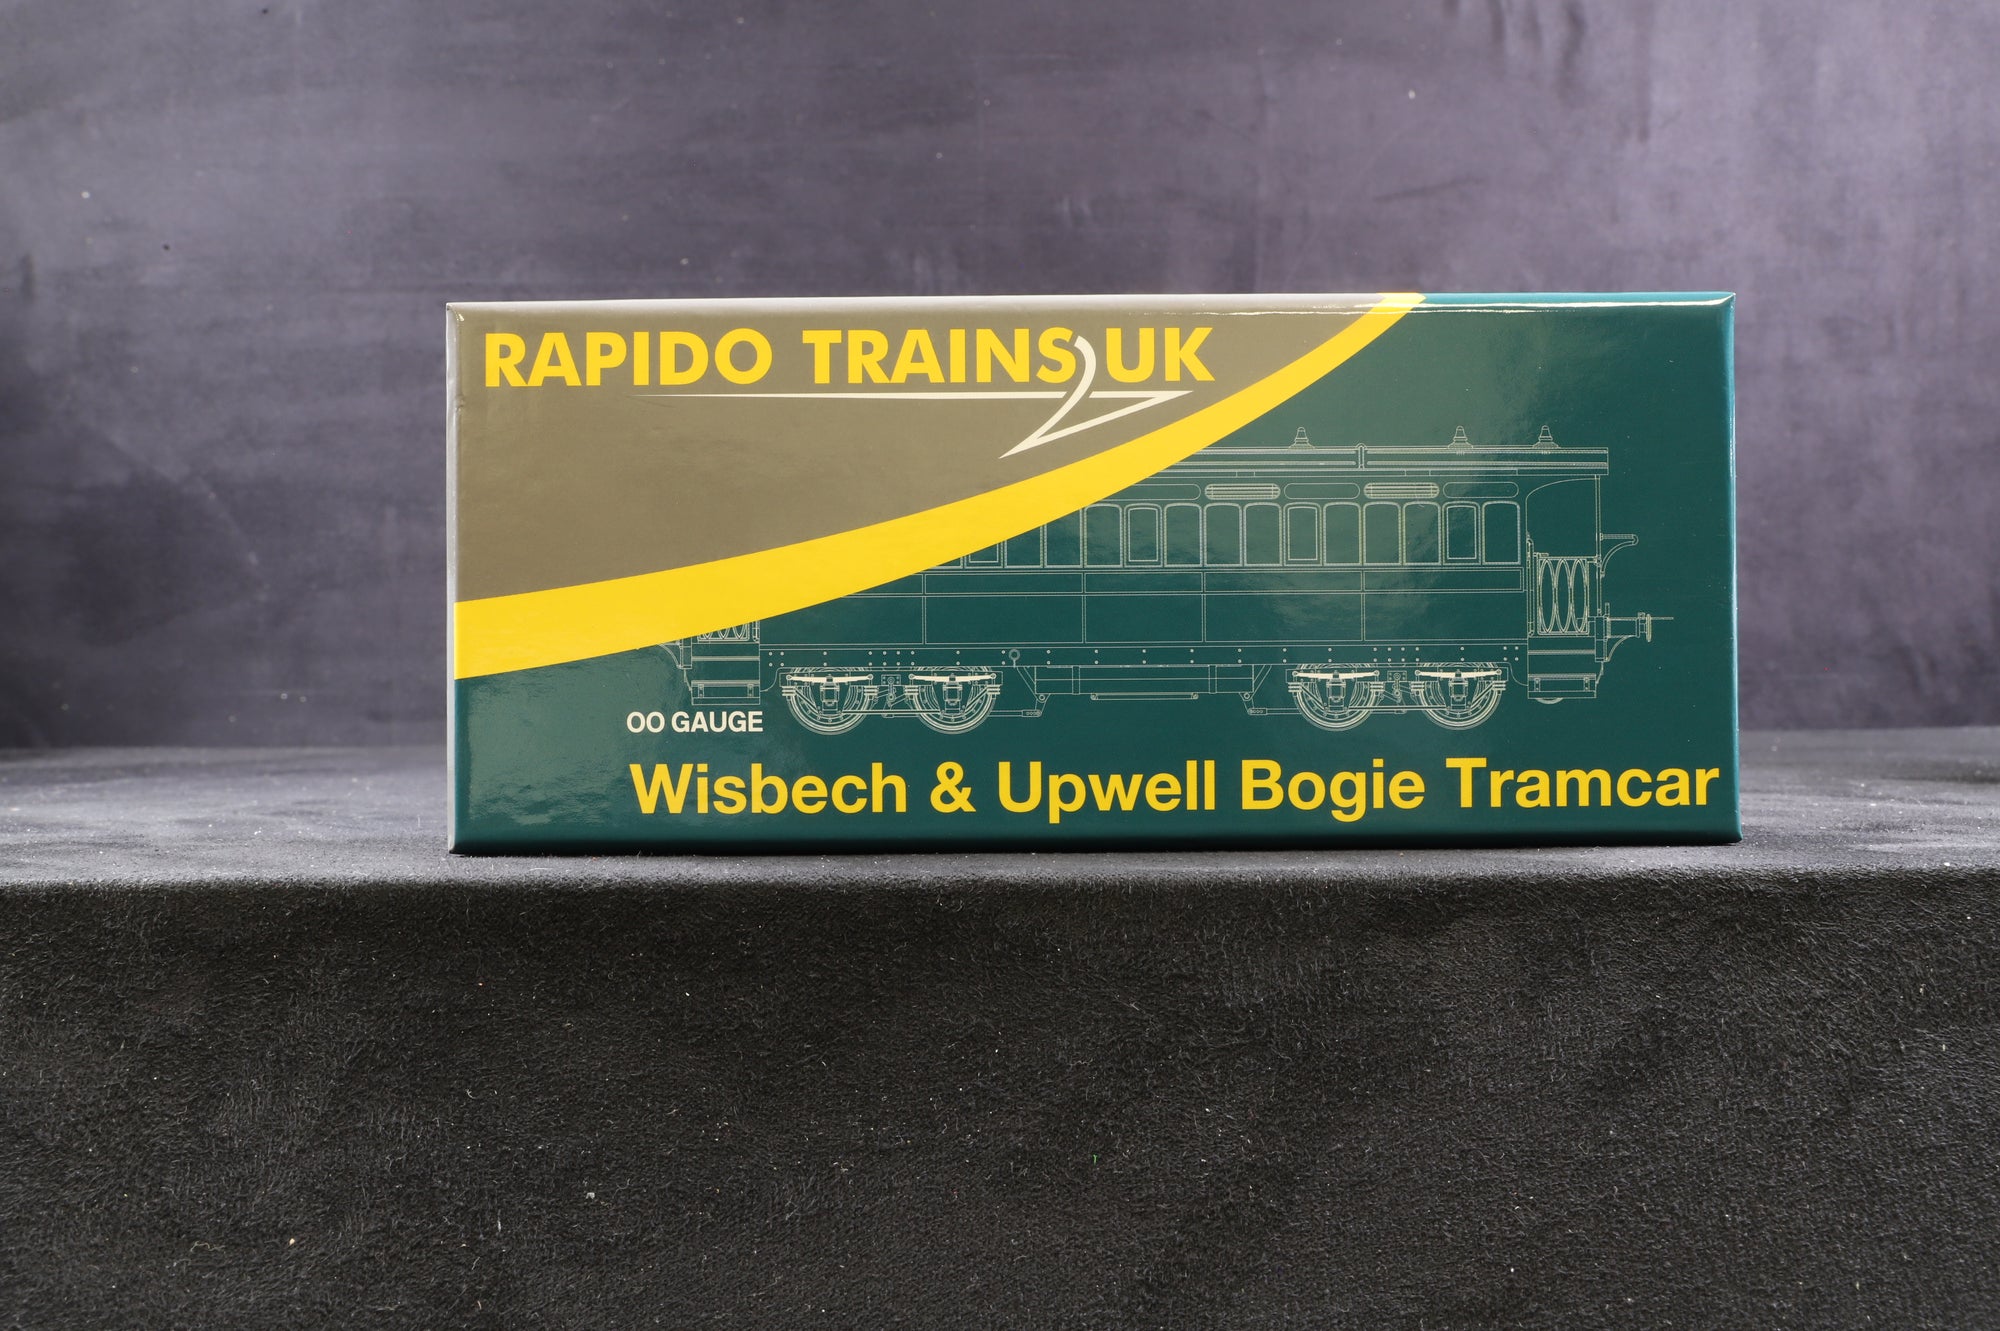 RAPIDO TRAINS UK
OO GAUGE
Wisbech & Upwell Bogie Tramcar